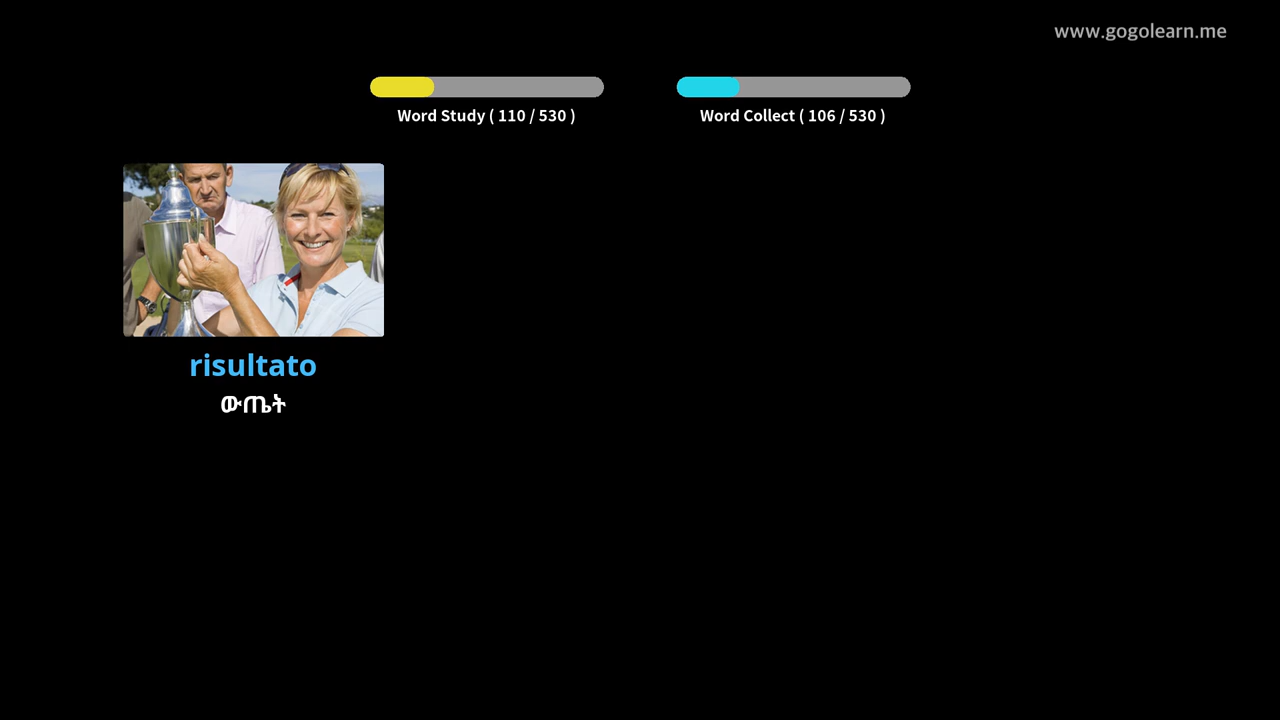 www.gogolearn.me
Word Study ( 110 / 530 )
Word Collect ( 106 / 530 )
risultato
ውጤት